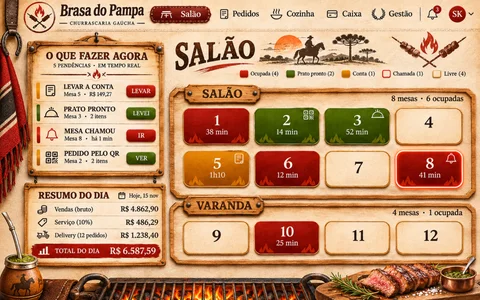 Brasa do Pampa
CHURRASCARIA GAÚCHA
Salão
Pedidos
Cozinha
Caixa
Gestão
3
SK
O QUE FAZER AGORA
5 PENDÊNCIAS • EM TEMPO REAL
LEVAR A CONTA
Mesa 5 • R$ 149,27
LEVAR
PRATO PRONTO
Mesa 3 • 2 itens
LEVEI
MESA CHAMOU
Mesa 8 • há 1 min
IR
PEDIDO PELO QR
Mesa 2 • 2 itens
VER
RESUMO DO DIA
Hoje, 15 nov
Vendas (bruto) R$ 4.862,90
Serviço (10%) R$ 486,29
Delivery (12 pedidos) R$ 1.238,40
TOTAL DO DIA R$ 6.587,59
SALÃO
Ocupada (4)
Prato pronto (2)
Conta (1)
Chamada (1)
Livre (4)
SALÃO
8 mesas • 6 ocupadas
1
38 min
2
14 min
3
52 min
4
5
1h10
6
12 min
7
8
41 min
VARANDA
4 mesas • 1 ocupada
9
10
25 min
11
12